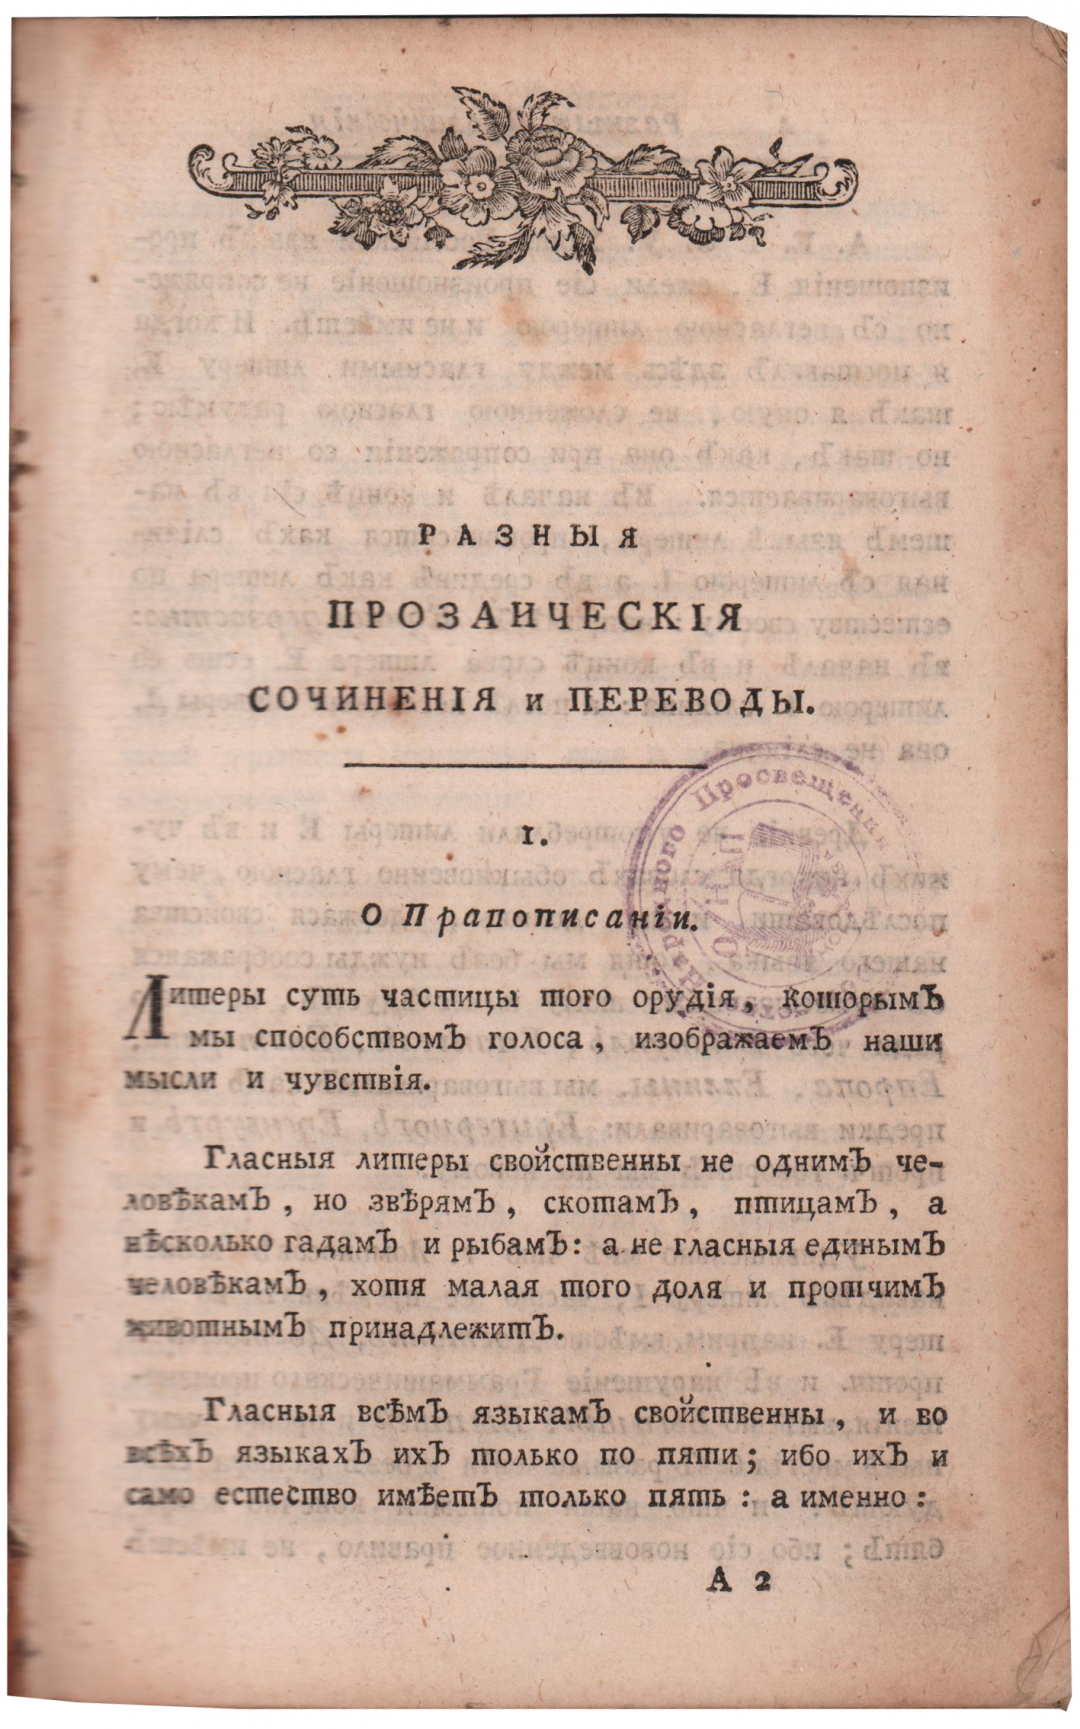 РАЗНЫЯ
ПРОЗАИЧЕСКІЯ
СОЧИНЕНІЯ и ПЕРЕВОДЫ.
Просвещения
Народного
I.
О Правописаніи.
Литеры суть частицы того орудія, которымЪ
мы способствомЪ голоса, изображаемЪ наши
мысли и чувствія.
Гласныя литеры свойственны не однимЪ че-
ловѣкамЪ, но звѣрямЪ, скотамЪ, птицамЪ, а
нѣсколько гадамЪ и рыбамЪ: а не гласныя единымЪ
человѣкамЪ, хотя малая того доля и протчимЪ
животнымЪ принадлежитЪ.
Гласныя всѣмЪ языкамЪ свойственны, и во
всѣхЪ языкахЪ ихЪ только по пяти; ибо ихЪ и
само естество имѣетЪ только пять: а именно:
А 2